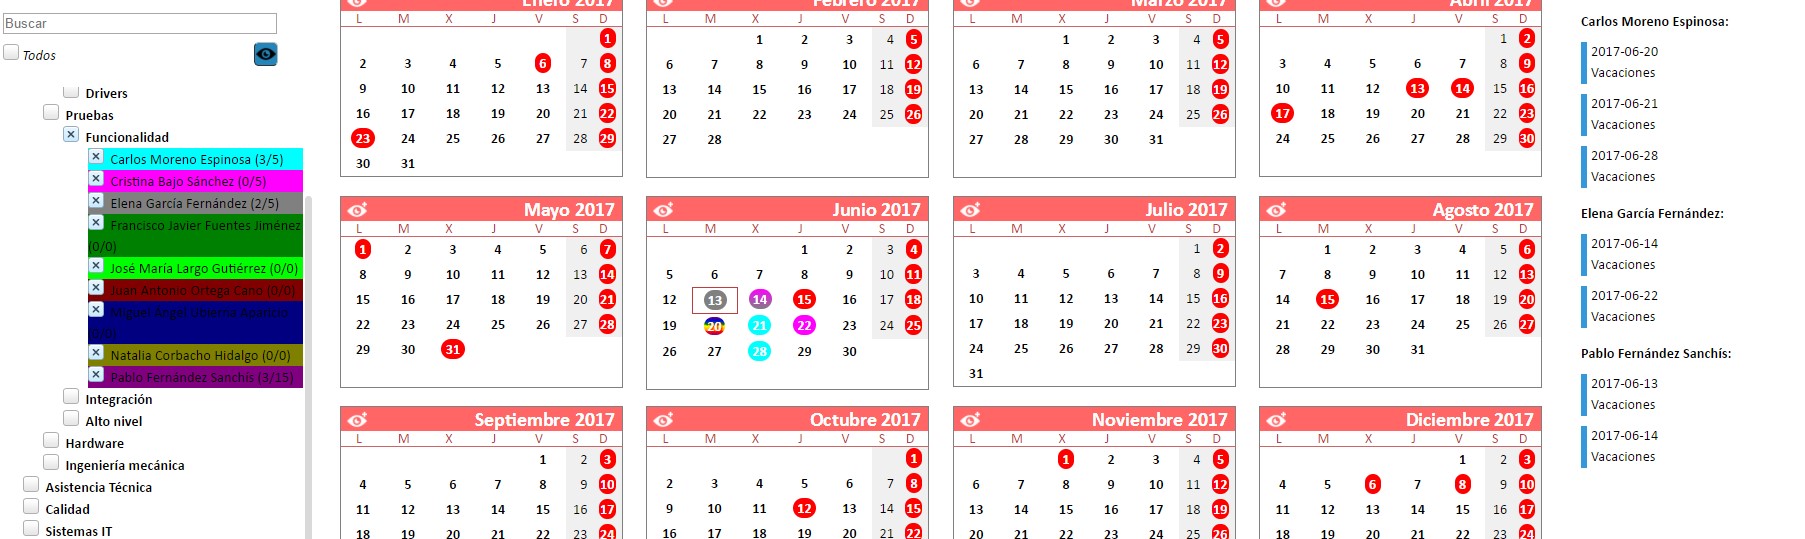 Buscar
Todos
Drivers
Pruebas
Funcionalidad
Carlos Moreno Espinosa (3/5)
Cristina Bajo Sánchez (0/5)
Elena García Fernández (2/5)
Francisco Javier Fuentes Jiménez
(0/0)
José María Largo Gutiérrez (0/0)
Juan Antonio Ortega Cano (0/0)
Miguel Ángel Ubierna Aparicio
(0/0)
Natalia Corbacho Hidalgo (0/0)
Pablo Fernández Sanchís (3/15)
Integración
Alto nivel
Hardware
Ingeniería mecánica
Asistencia Técnica
Calidad
Sistemas IT
Enero 2017
L M X J V S D
1
2 3 4 5 6 7 8
9 10 11 12 13 14 15
16 17 18 19 20 21 22
23 24 25 26 27 28 29
30 31
Febrero 2017
L M X J V S D
1 2 3 4 5
6 7 8 9 10 11 12
13 14 15 16 17 18 19
20 21 22 23 24 25 26
27 28
Marzo 2017
L M X J V S D
1 2 3 4 5
6 7 8 9 10 11 12
13 14 15 16 17 18 19
20 21 22 23 24 25 26
27 28 29 30 31
Abril 2017
L M X J V S D
1 2
3 4 5 6 7 8 9
10 11 12 13 14 15 16
17 18 19 20 21 22 23
24 25 26 27 28 29 30
Mayo 2017
L M X J V S D
1 2 3 4 5 6 7
8 9 10 11 12 13 14
15 16 17 18 19 20 21
22 23 24 25 26 27 28
29 30 31
Junio 2017
L M X J V S D
1 2 3 4
5 6 7 8 9 10 11
12 13 14 15 16 17 18
19 20 21 22 23 24 25
26 27 28 29 30
Julio 2017
L M X J V S D
1 2
3 4 5 6 7 8 9
10 11 12 13 14 15 16
17 18 19 20 21 22 23
24 25 26 27 28 29 30
31
Agosto 2017
L M X J V S D
1 2 3 4 5 6
7 8 9 10 11 12 13
14 15 16 17 18 19 20
21 22 23 24 25 26 27
28 29 30 31
Septiembre 2017
L M X J V S D
1 2 3
4 5 6 7 8 9 10
11 12 13 14 15 16 17
18 19 20 21 22 23 24
Octubre 2017
L M X J V S D
1
2 3 4 5 6 7 8
9 10 11 12 13 14 15
16 17 18 19 20 21 22
Noviembre 2017
L M X J V S D
1 2 3 4 5
6 7 8 9 10 11 12
13 14 15 16 17 18 19
20 21 22 23 24 25 26
Diciembre 2017
L M X J V S D
1 2 3
4 5 6 7 8 9 10
11 12 13 14 15 16 17
18 19 20 21 22 23 24
Carlos Moreno Espinosa:
2017-06-20
Vacaciones
2017-06-21
Vacaciones
2017-06-28
Vacaciones
Elena García Fernández:
2017-06-14
Vacaciones
2017-06-22
Vacaciones
Pablo Fernández Sanchís:
2017-06-13
Vacaciones
2017-06-14
Vacaciones